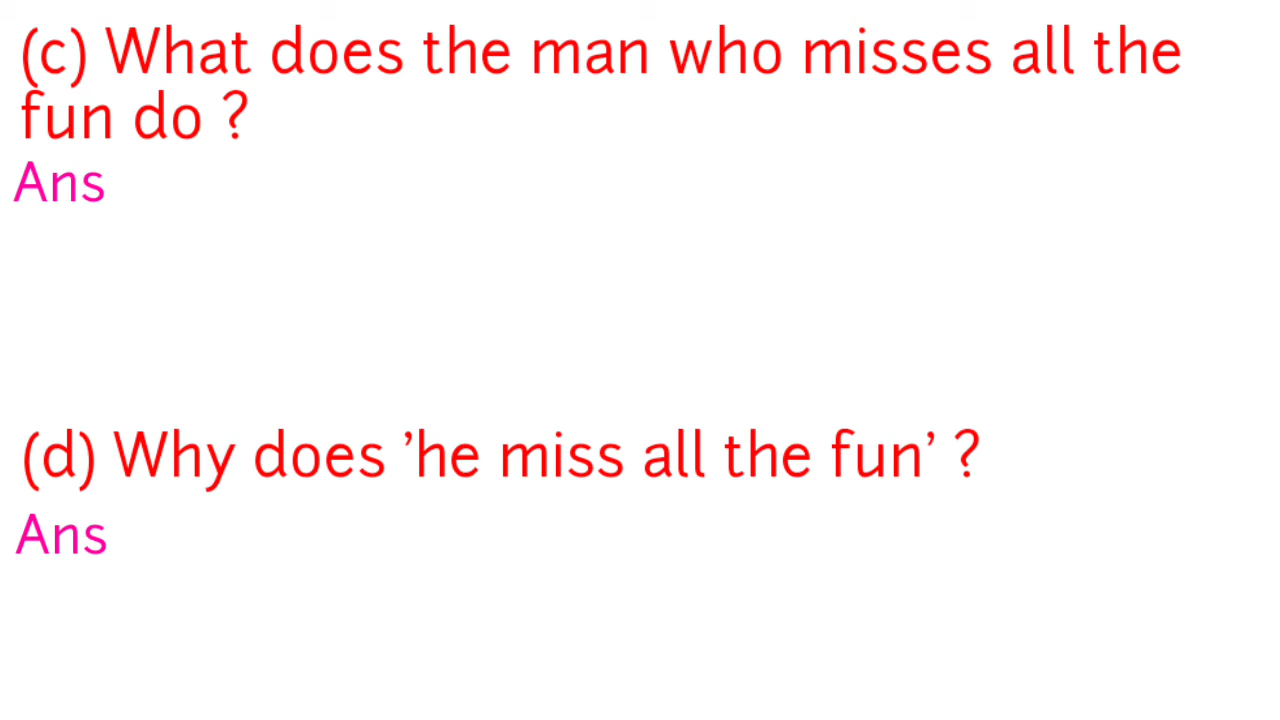 (c) What does the man who misses all the
fun do ?
Ans
(d) Why does ’he miss all the fun’ ?
Ans